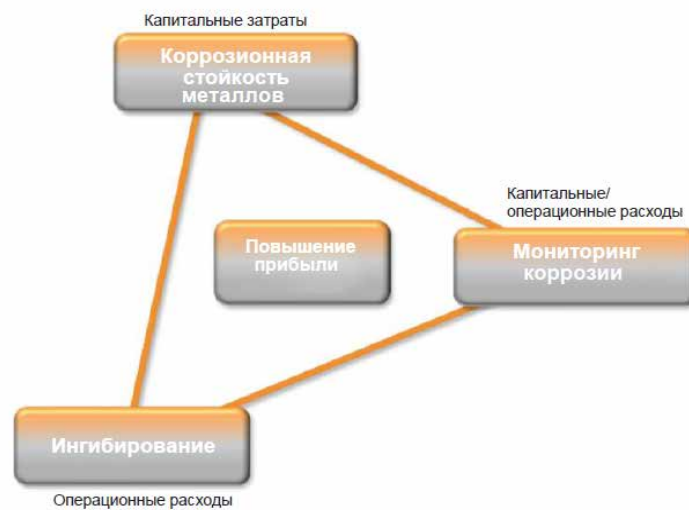 Капитальные затраты
Коррозионная
стойкость
металлов
Капитальные/
операционные расходы
Повышение
прибыли
Мониторинг
коррозии
Ингибирование
Операционные расходы